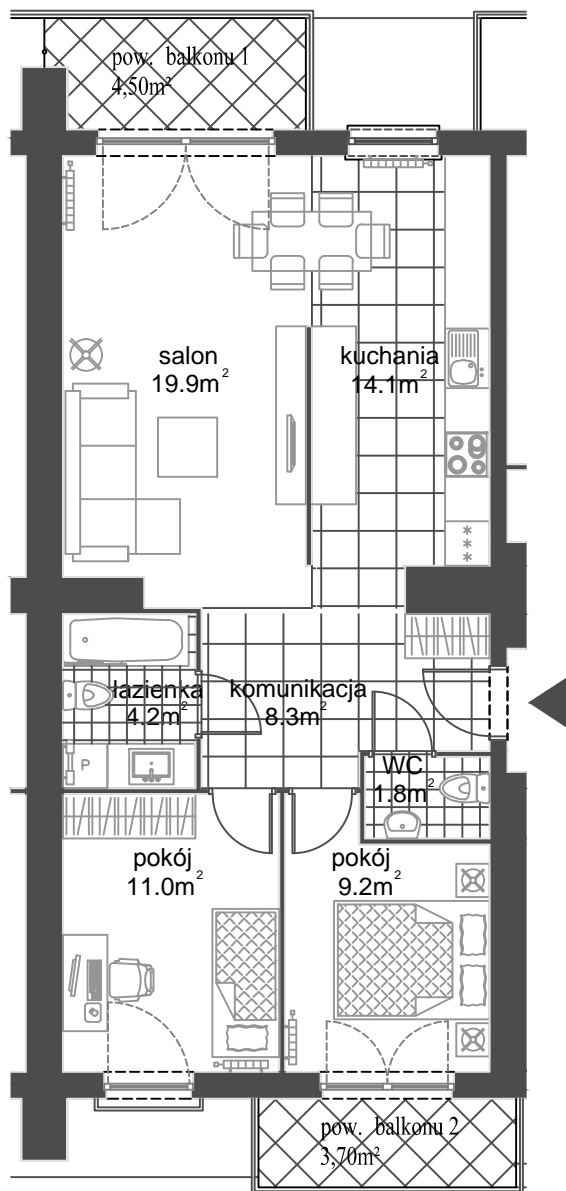 pow. balkonu 1
4,50m²
salon
19.9m²
kuchania
14.1m²
łazienka
4.2m²
komunikacja
8.3m²
WC
1.8m²
P
pokój
11.0m²
pokój
9.2m²
pow. balkonu 2
3,70m²